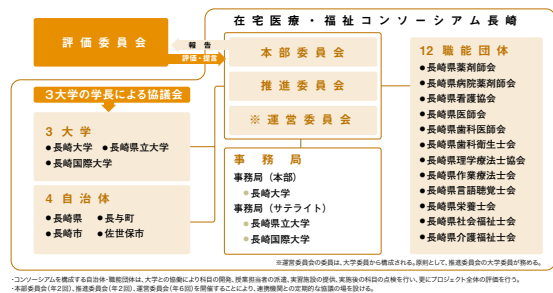 在宅医療・福祉コンソーシアム長崎
評価委員会
報告
評価・提言
本部委員会
推進委員会
※運営委員会
3大学の学長による協議会
3大学
●長崎大学 ●長崎県立大学
●長崎国際大学
4自治体
●長崎県 ●長与町
●長崎市 ●佐世保市
事務局
事務局（本部）
●長崎大学
事務局（サテライト）
●長崎県立大学
●長崎国際大学
12職能団体
●長崎県薬剤師会
●長崎県病院薬剤師会
●長崎県看護協会
●長崎県医師会
●長崎県歯科医師会
●長崎県歯科衛生士会
●長崎県理学療法士協会
●長崎県作業療法士会
●長崎県言語聴覚士会
●長崎県栄養士会
●長崎県社会福祉士会
●長崎県介護福祉士会
※運営委員会の委員は、大学委員から構成される。原則として、推進委員会の大学委員が務める。
・コンソーシアムを構成する自治体・職能団体は、大学との協働により科目の開発、授業担当者の派遣、実習施設の提供、実施後の科目の点検を行い、更にプロジェクト全体の評価を行う。
・本部委員会（年2回）、推進委員会（年2回）、運営委員会（年6回）を開催することにより、連携機関との定期的な協議の場を設ける。